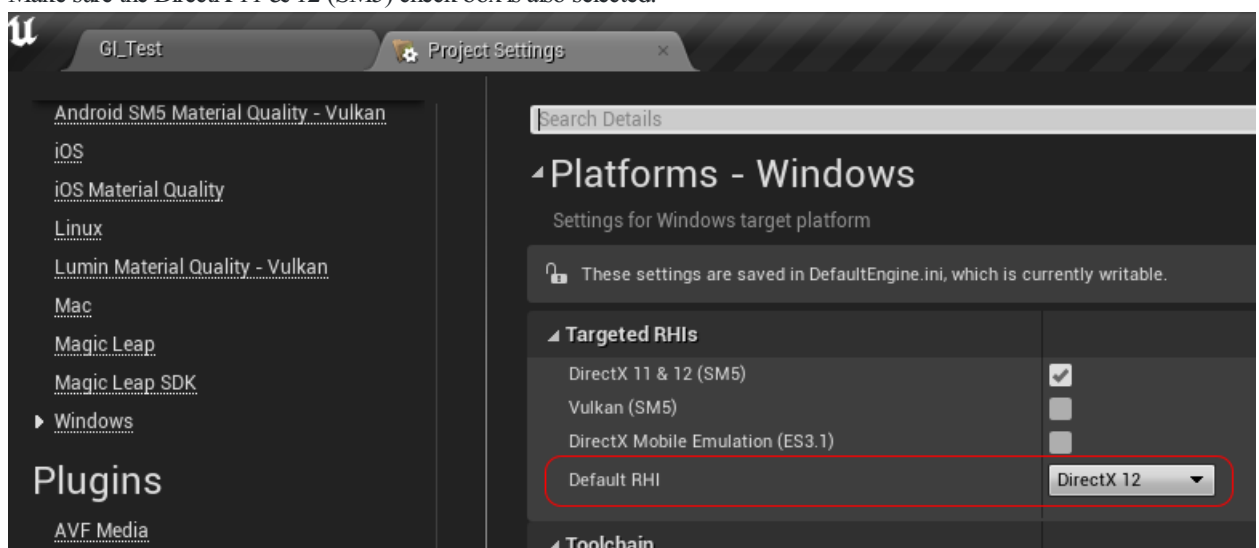 Make sure the DirectX 11 & 12 (SM5) check box is also selected.
GI_Test
Project Settings
Android SM5 Material Quality - Vulkan
iOS
iOS Material Quality
Linux
Lumin Material Quality - Vulkan
Mac
Magic Leap
Magic Leap SDK
Windows
Plugins
AVF Media
Search Details
Platforms - Windows
Settings for Windows target platform
These settings are saved in DefaultEngine.ini, which is currently writable.
Targeted RHIs
DirectX 11 & 12 (SM5)
Vulkan (SM5)
DirectX Mobile Emulation (ES3.1)
Default RHI DirectX 12
Toolchain